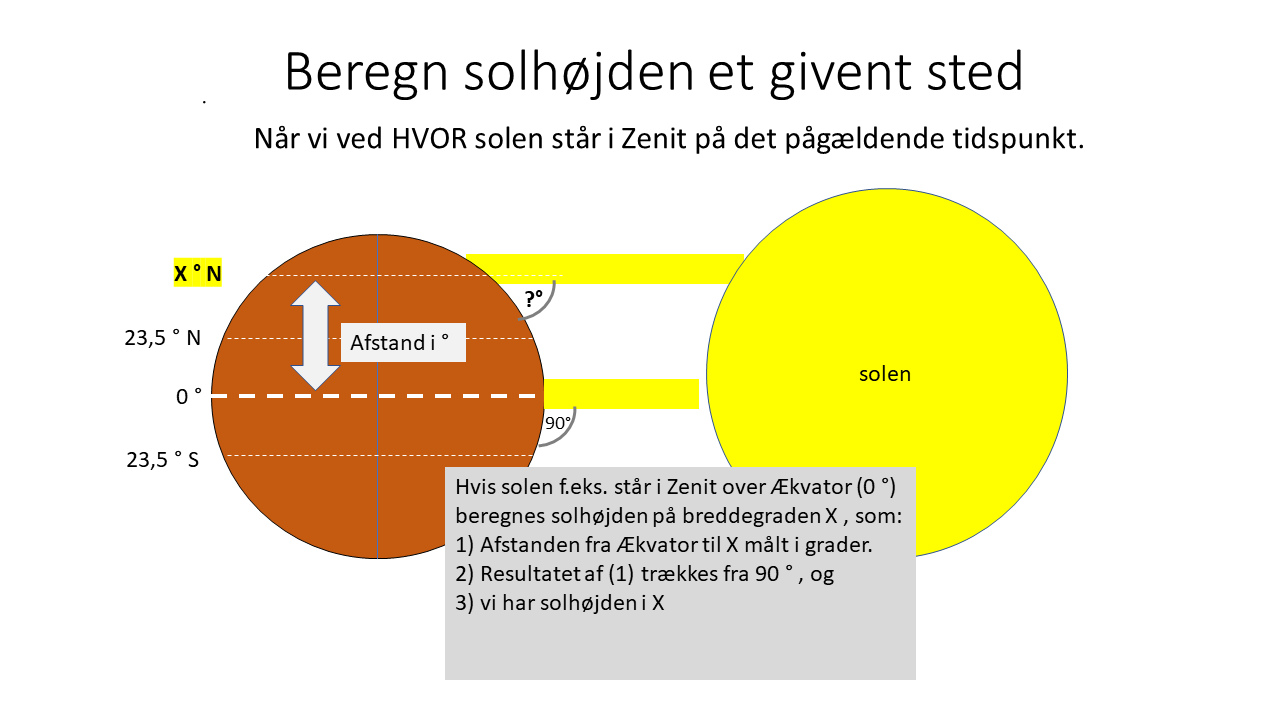 Beregn solhøjden et givent sted
.
Når vi ved HVOR solen står i Zenit på det pågældende tidspunkt.
X ° N
?°
23,5 ° N
Afstand i °
0 °
90°
solen
23,5 ° S
Hvis solen f.eks. står i Zenit over Ækvator (0 °)
beregnes solhøjden på breddegraden X , som:
1) Afstanden fra Ækvator til X målt i grader.
2) Resultatet af (1) trækkes fra 90 ° , og
3) vi har solhøjden i X